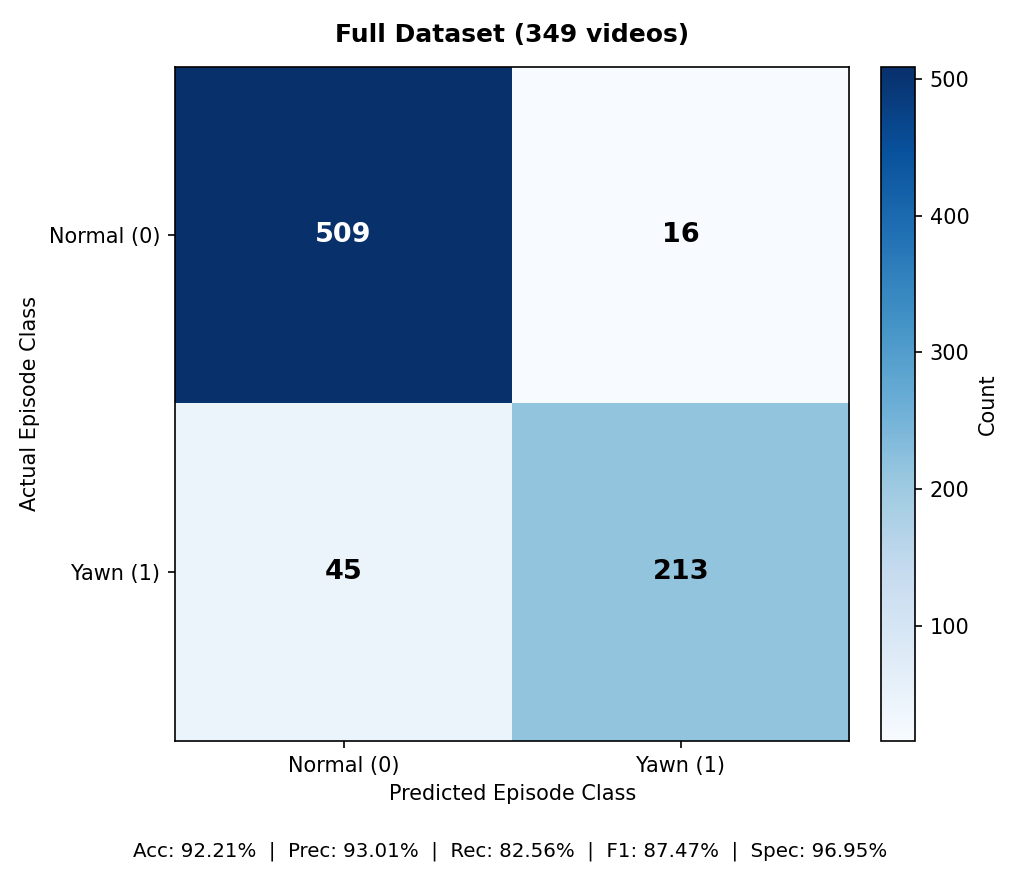 Full Dataset (349 videos)
Normal (0)
Yawn (1)
Actual Episode Class
509
16
45
213
Normal (0)
Yawn (1)
Predicted Episode Class
500
400
300
200
100
Count
Acc: 92.21% | Prec: 93.01% | Rec: 82.56% | F1: 87.47% | Spec: 96.95%